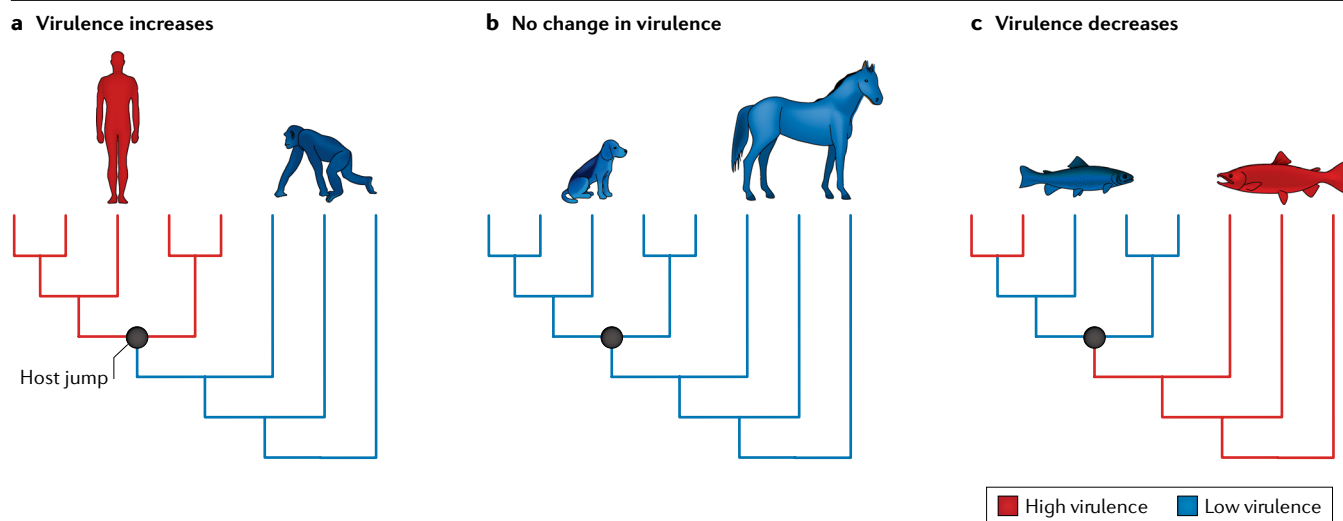 a Virulence increases
b No change in virulence
c Virulence decreases
Host jump
High virulence
Low virulence